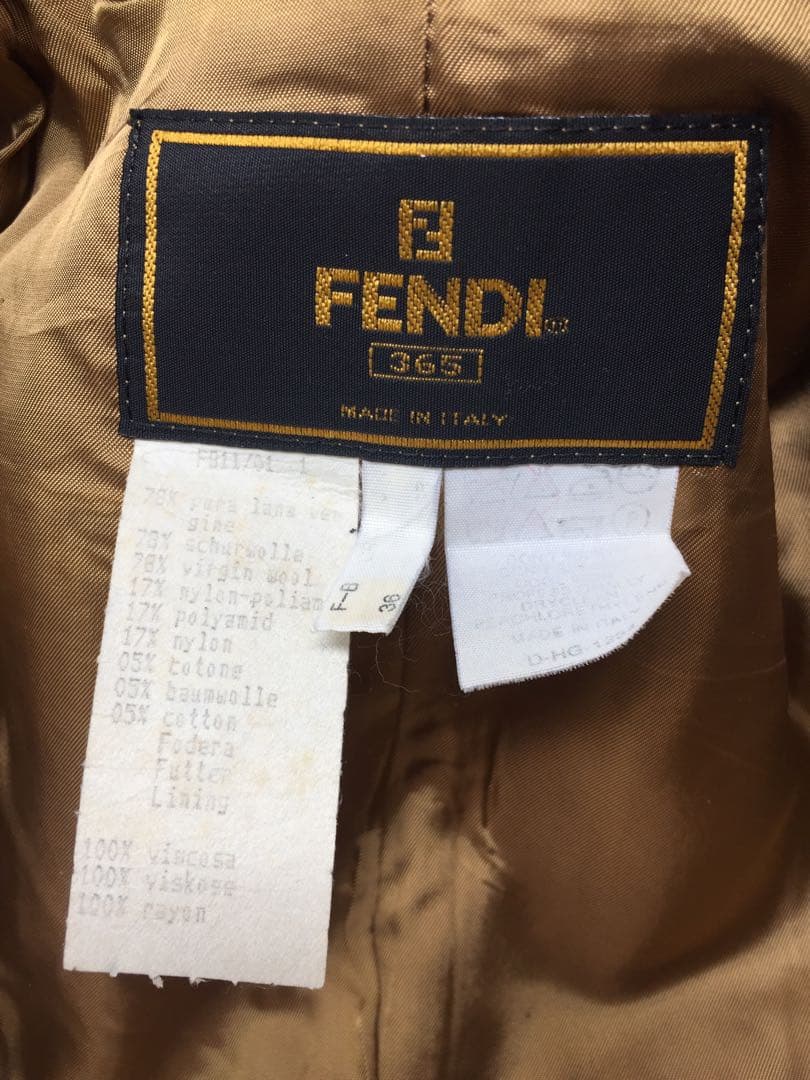 FENDI
365
MADE IN ITALY
78% pura lana ve
gine
78% schurwolle
78% virgin wool
17% nylon-poliam
17% polyamid
17% nylon
05% cotone
05% baumwolle
05% cotton
Fodera
Futter
Lining
100% viscosa
100% viskose
100% rayon
36
MADE IN ITALY